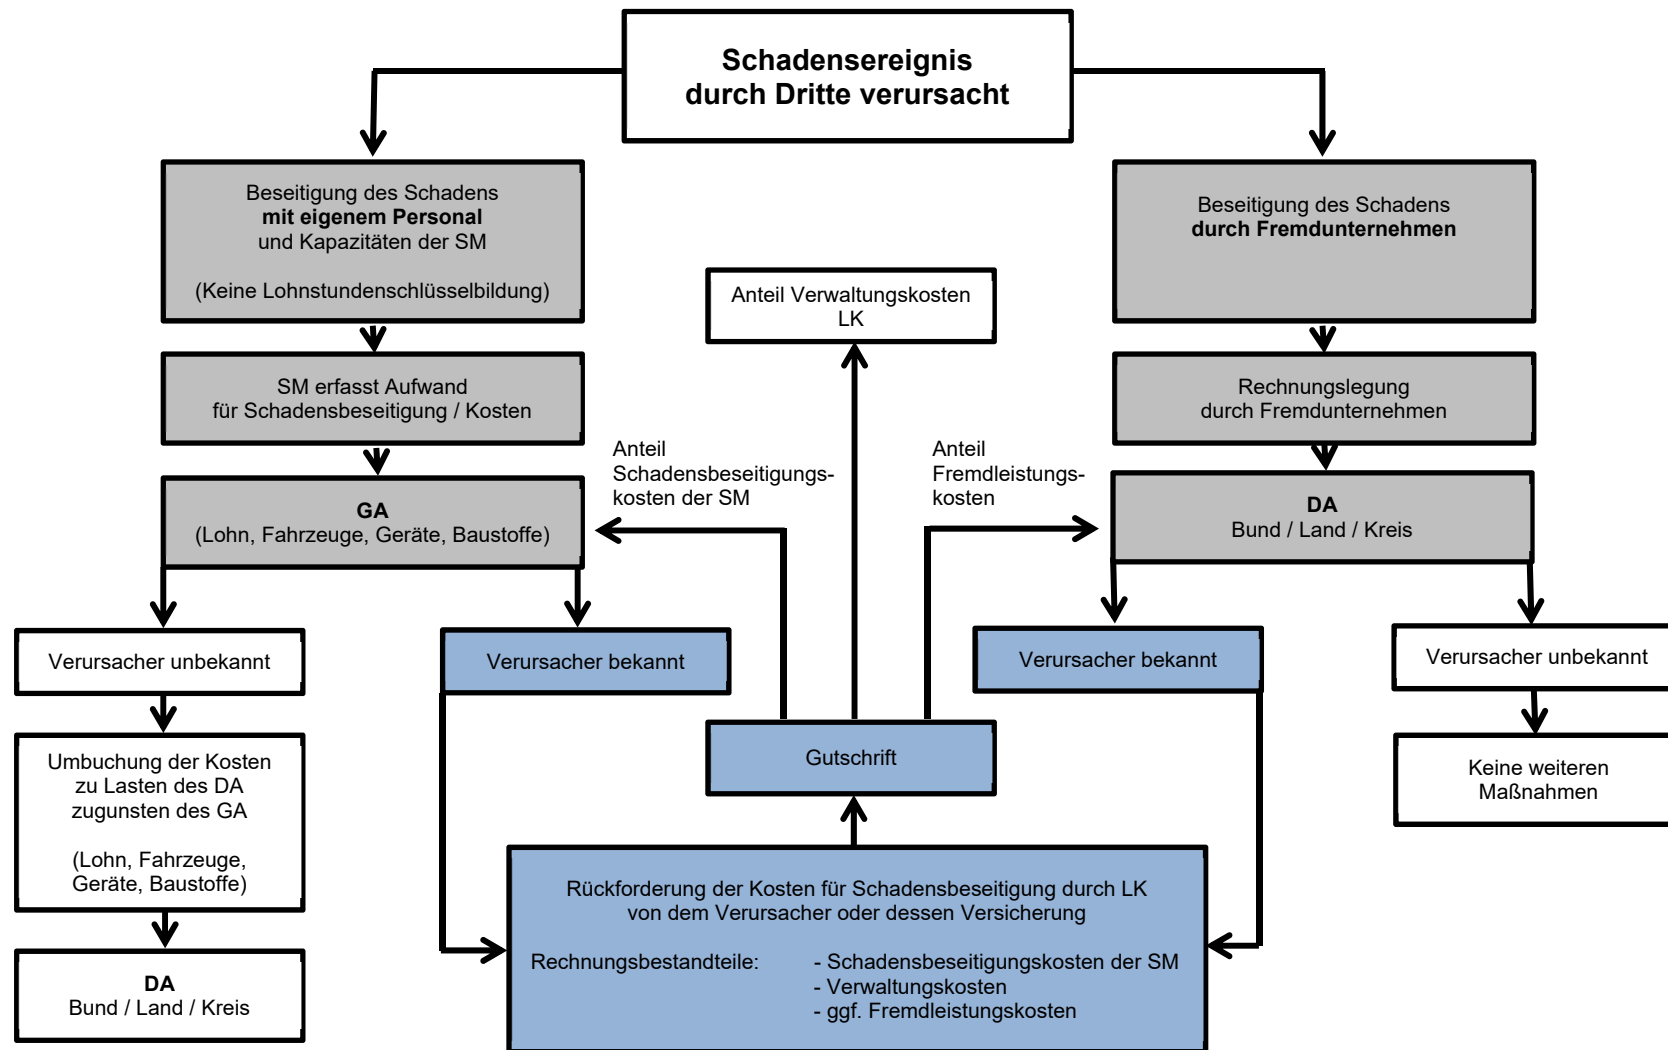 Schadensereignis
durch Dritte verursacht
Beseitigung des Schadens
mit eigenem Personal
und Kapazitäten der SM
(Keine Lohnstundenschlüsselbildung)
Beseitigung des Schadens
durch Fremdunternehmen
Anteil Verwaltungskosten
LK
SM erfasst Aufwand
für Schadensbeseitigung / Kosten
Rechnungslegung
durch Fremdunternehmen
Anteil
Schadensbeseitigungs-
kosten der SM
Anteil
Fremdleistungs-
kosten
GA
(Lohn, Fahrzeuge, Geräte, Baustoffe)
DA
Bund / Land / Kreis
Verursacher unbekannt
Verursacher bekannt
Verursacher bekannt
Verursacher unbekannt
Umbuchung der Kosten
zu Lasten des DA
zugunsten des GA
(Lohn, Fahrzeuge,
Geräte, Baustoffe)
Gutschrift
Keine weiteren
Maßnahmen
Rückforderung der Kosten für Schadensbeseitigung durch LK
von dem Verursacher oder dessen Versicherung
Rechnungsbestandteile: - Schadensbeseitigungskosten der SM
- Verwaltungskosten
- ggf. Fremdleistungskosten
DA
Bund / Land / Kreis